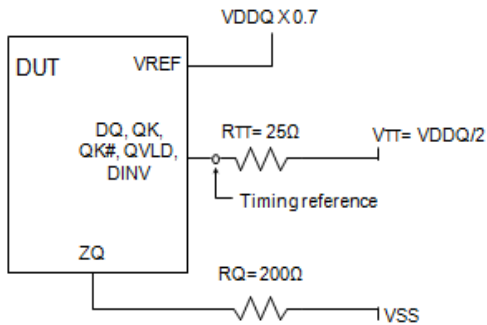 VDDQ X 0.7
DUT
VREF
DQ, QK,
QK#, QVLD,
DINV
RTT= 25Ω
VTT= VDDQ/2
Timing reference
ZQ
RQ=200Ω
VSS